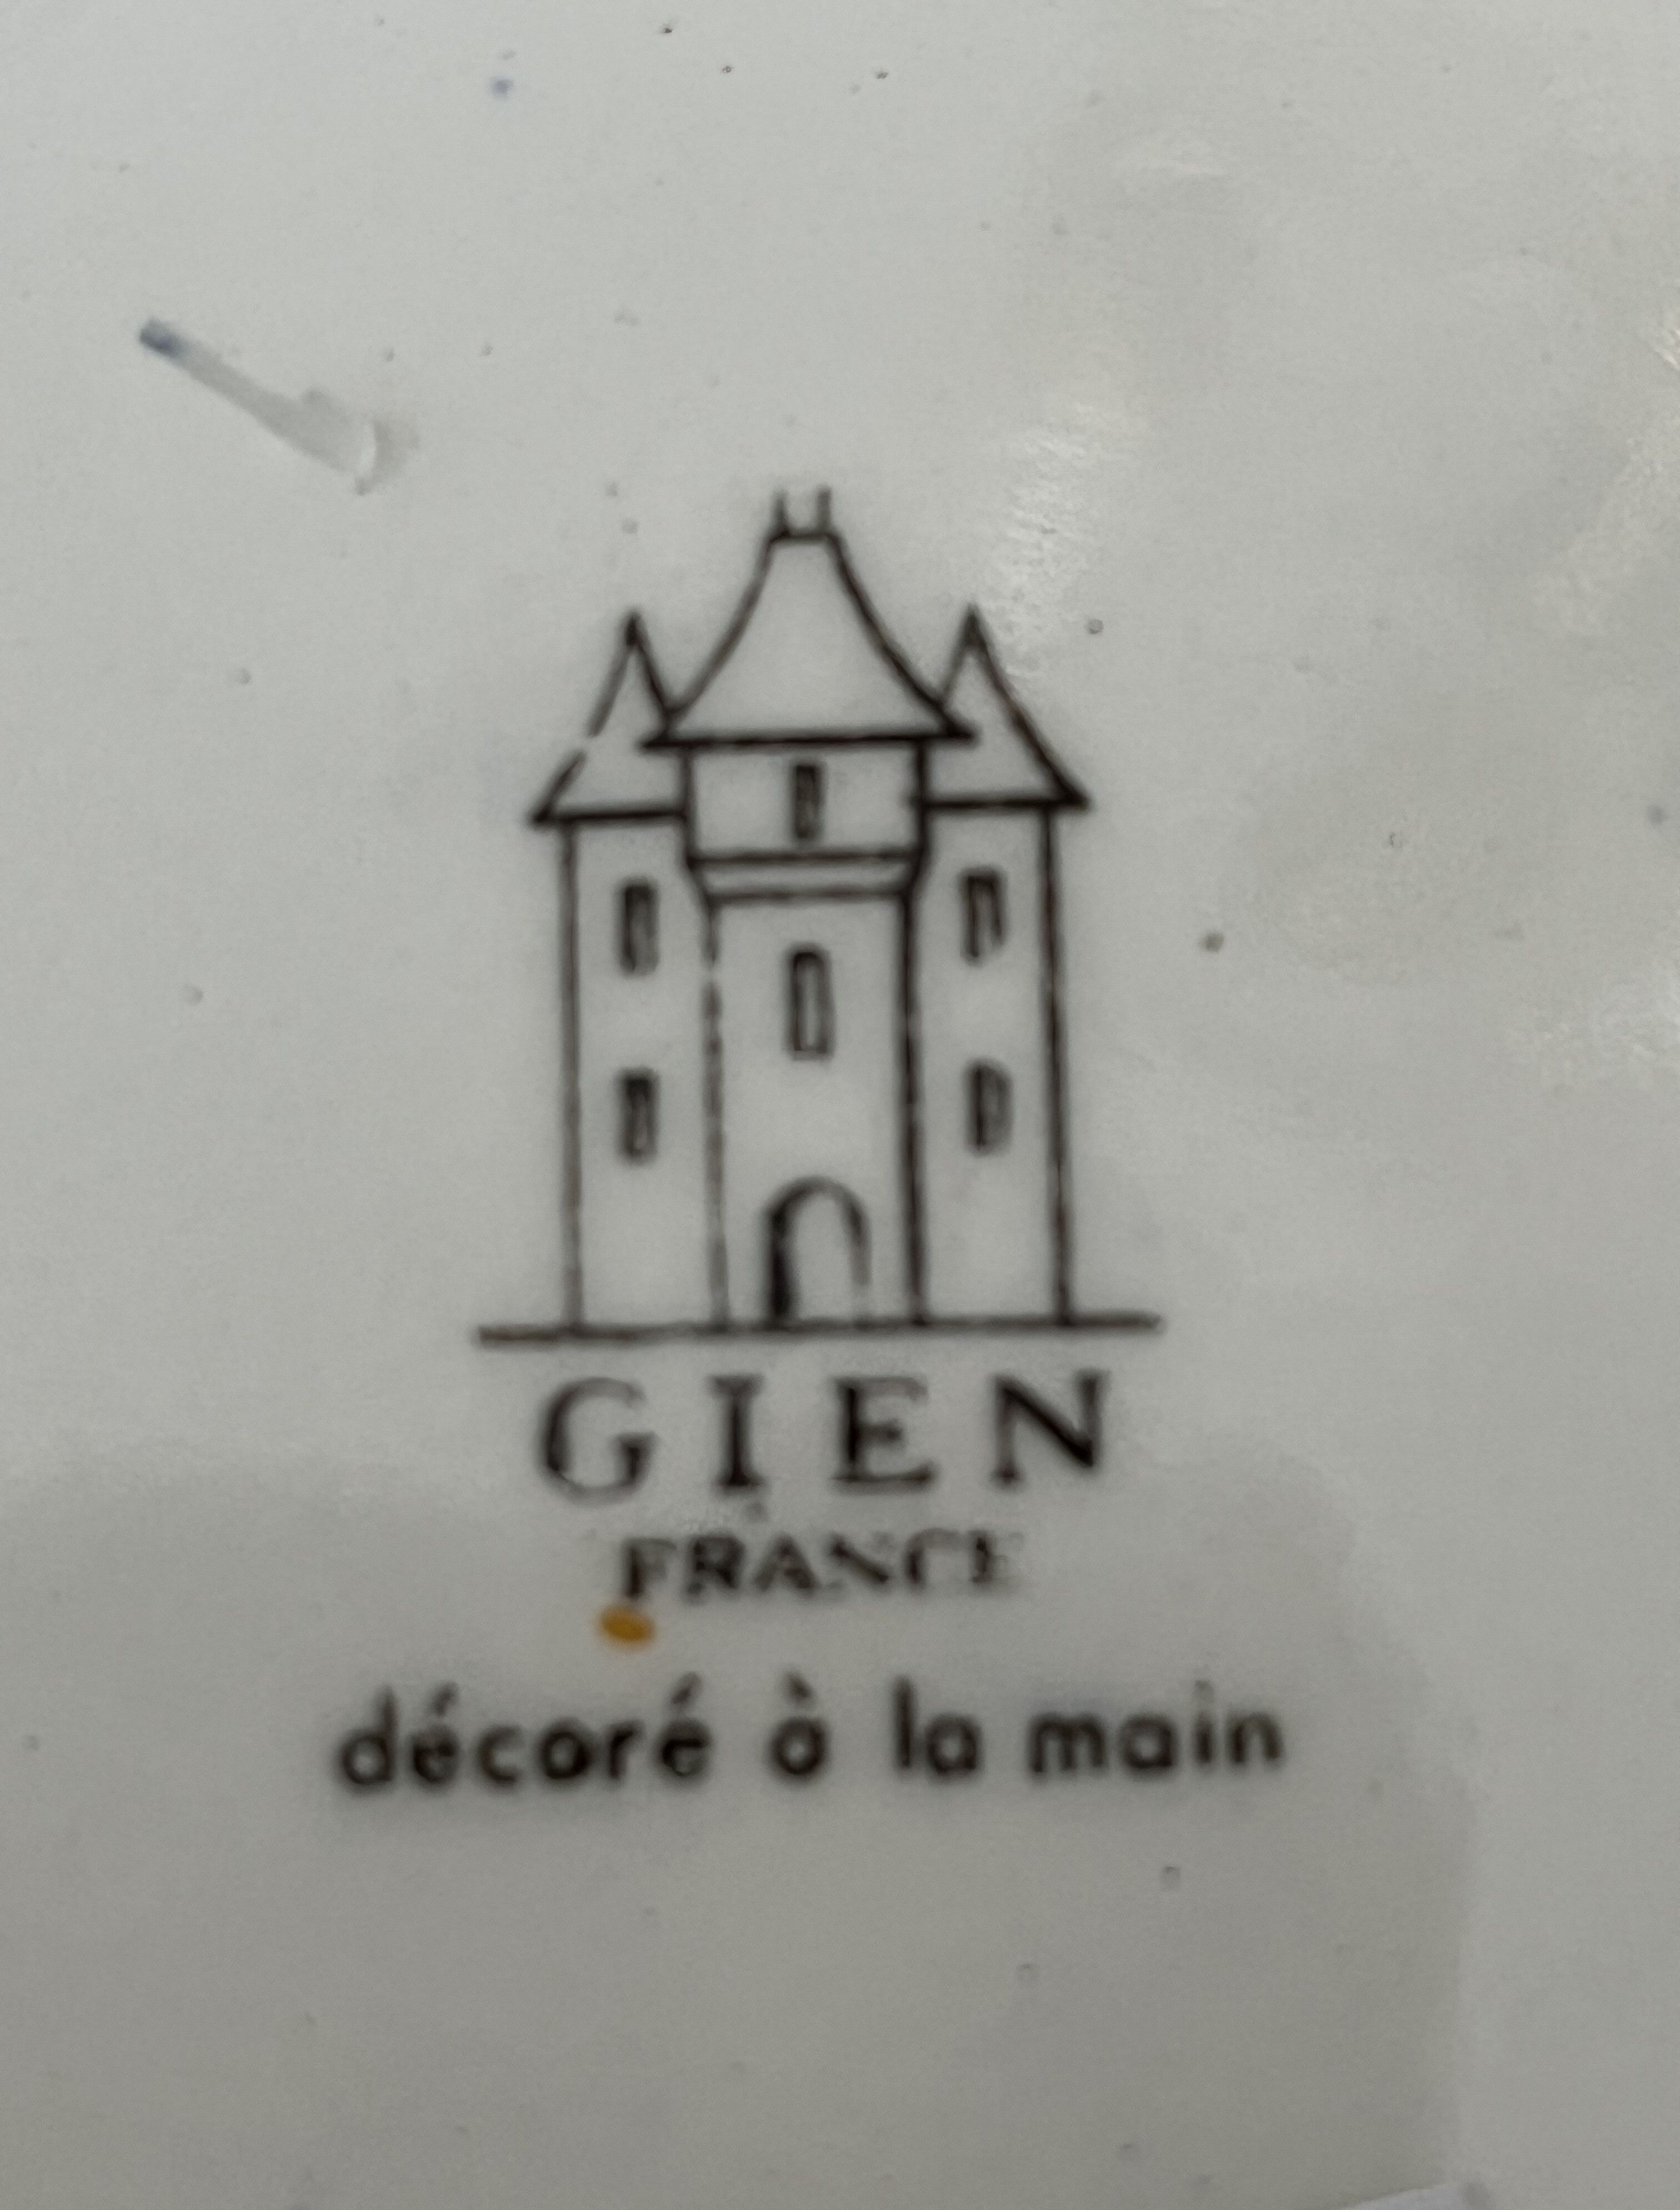 GIEN
FRANCE
décoré à la main